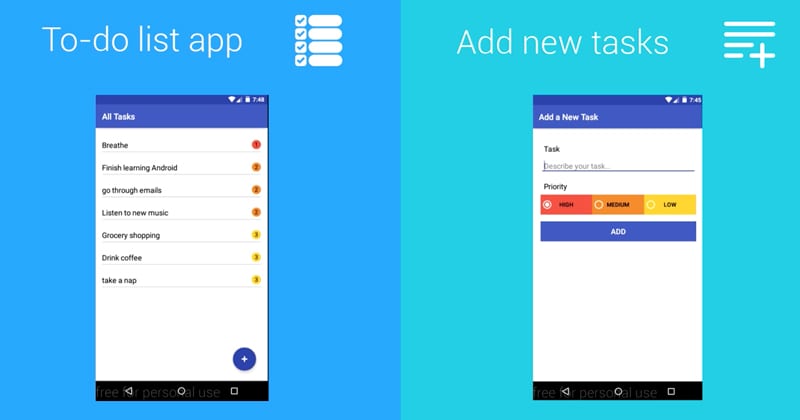 To-do list app
7:48
All Tasks
Breathe 1
Finish learning Android 2
go through emails 2
Listen to new music 2
Grocery shopping 3
Drink coffee 3
take a nap 3
+
free for personal use
Add new tasks
7:45
Add a New Task
Task
Describe your task...
Priority
HIGH MEDIUM LOW
ADD
free for personal use